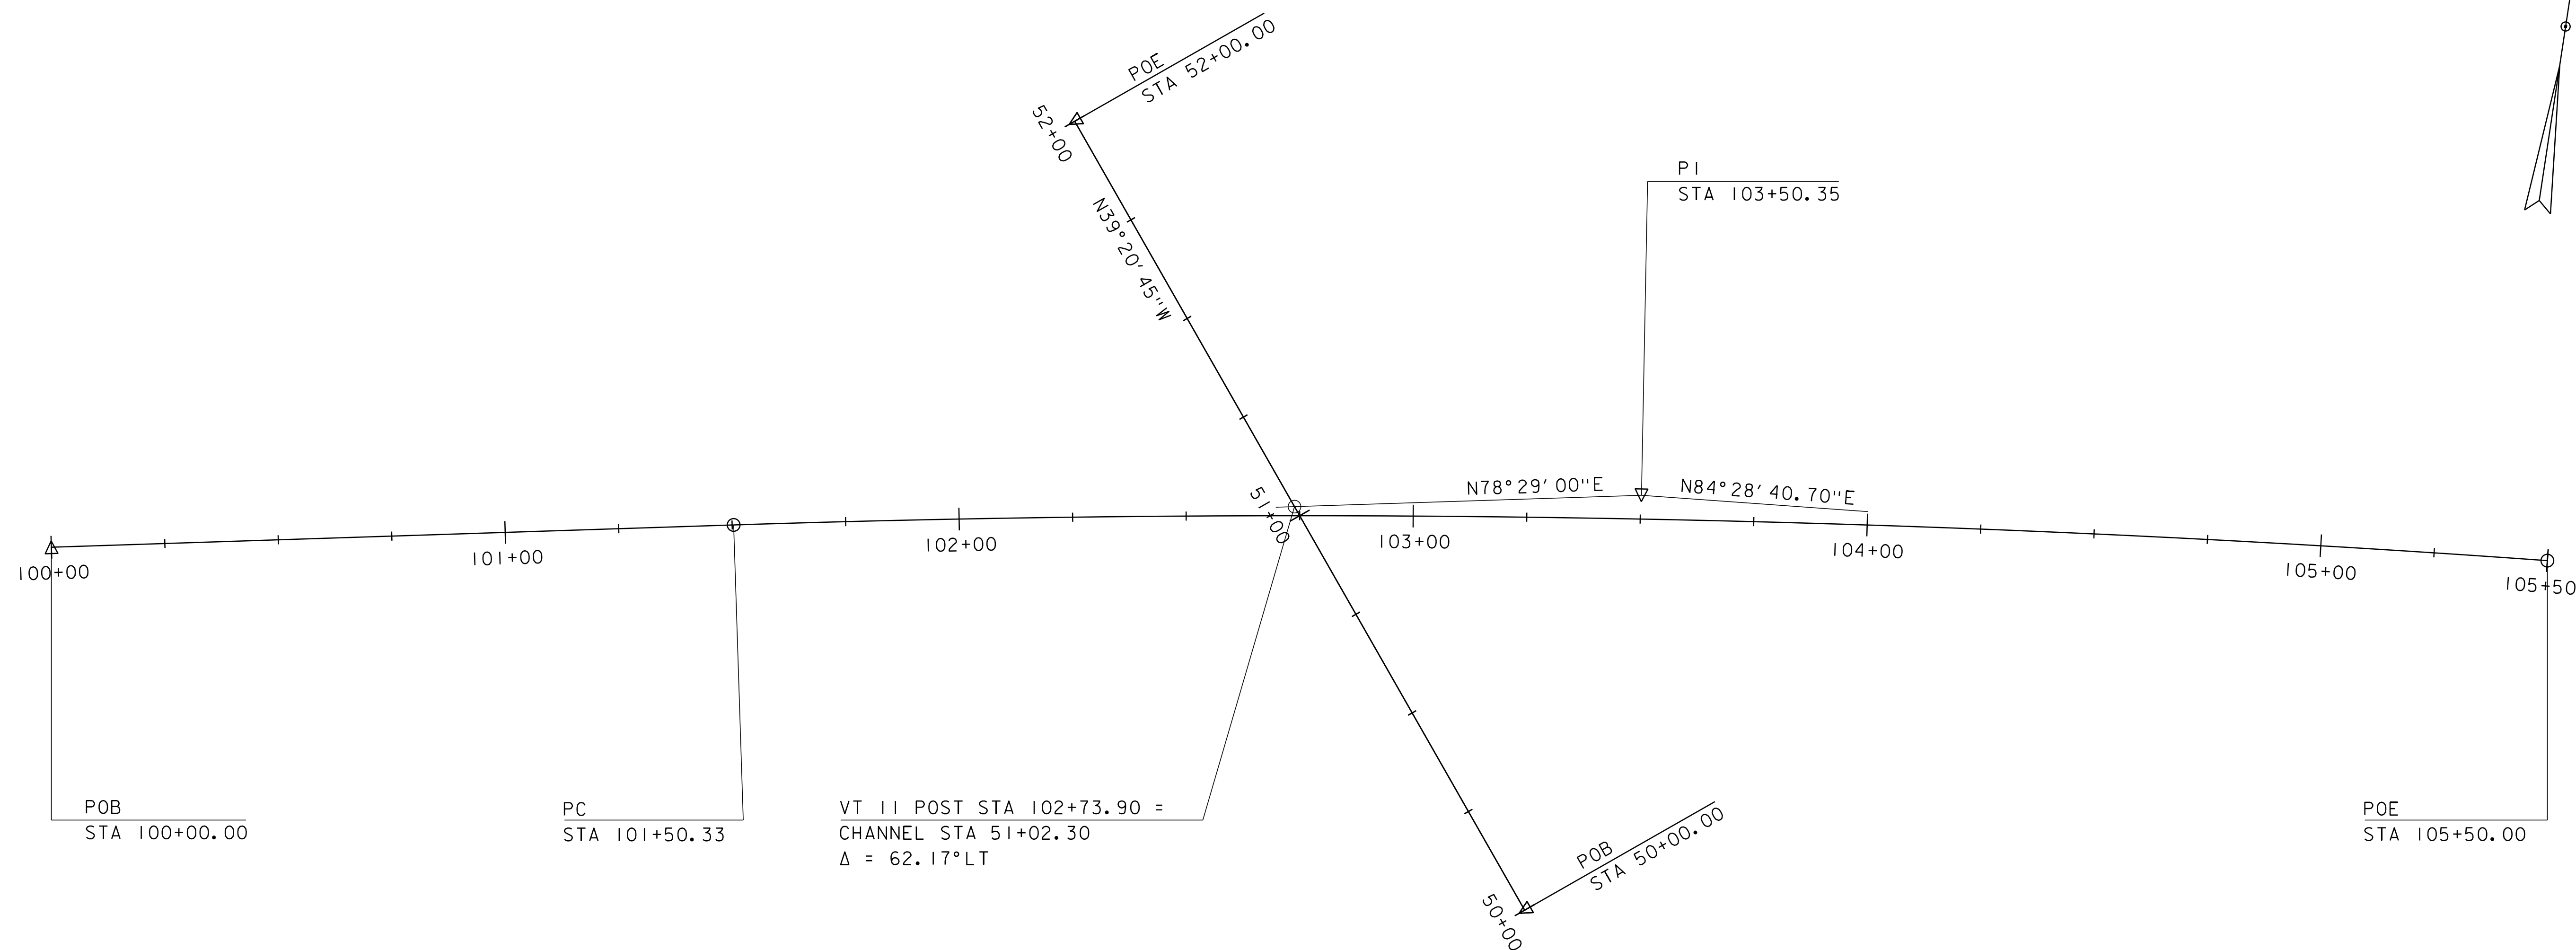 POE
STA 52+00.00
52+00
N39°20'45"W
PI
STA 103+50.35
N78°29'00"E
N84°28'40.70"E
51+00
100+00
101+00
102+00
103+00
104+00
105+00
105+50
POB
STA 100+00.00
PC
STA 101+50.33
VT 11 POST STA 102+73.90 =
CHANNEL STA 51+02.30
Δ = 62.17°LT
POB
STA 50+00.00
50+00
POE
STA 105+50.00